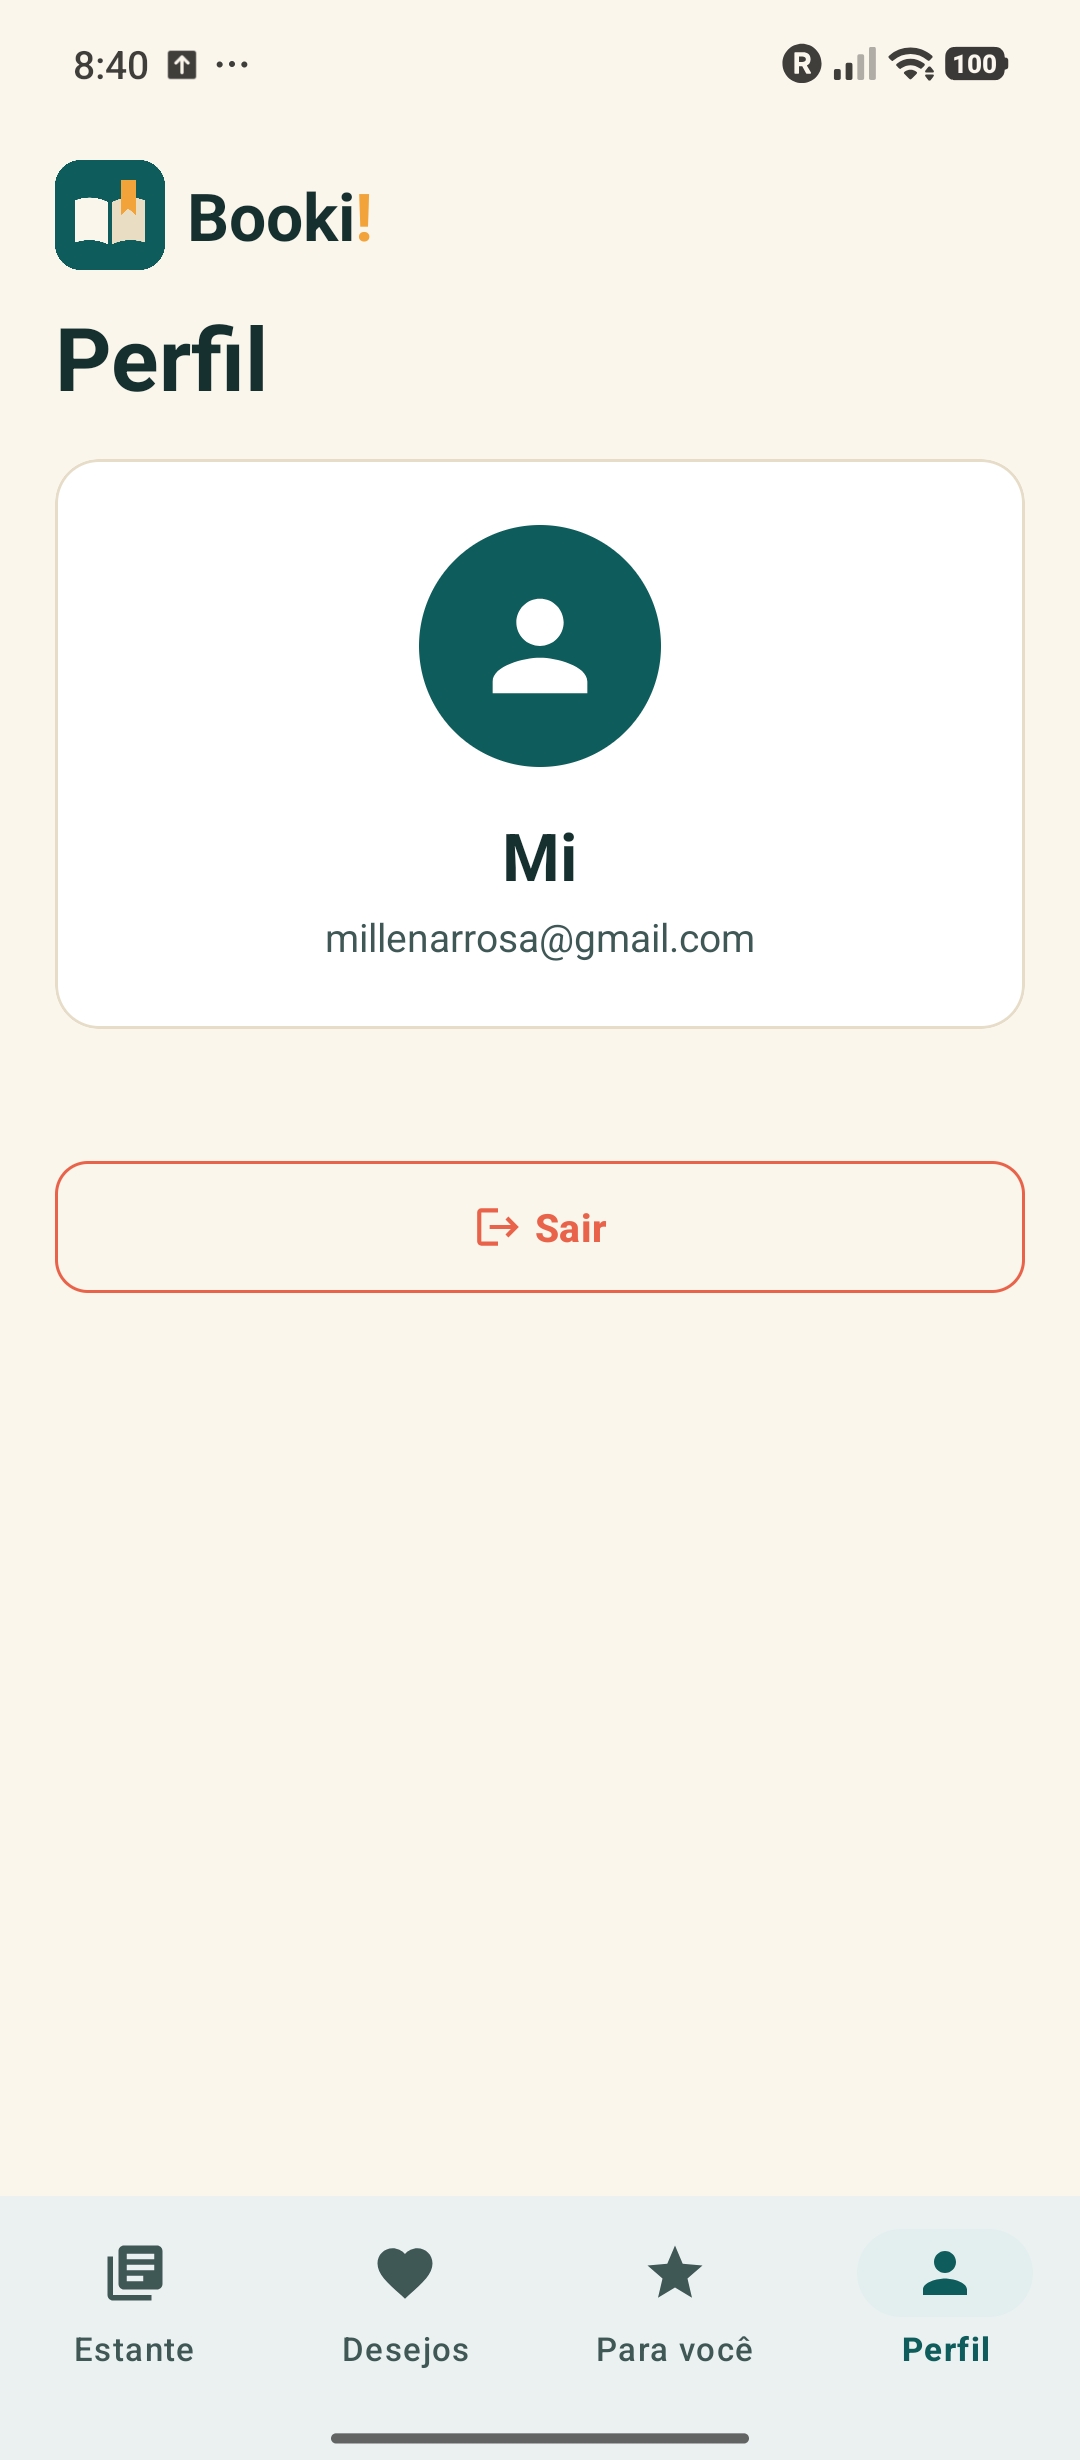 8:40 ...
R 100
Booki!
Perfil
Mi
millenarrosa@gmail.com
Sair
Estante Desejos Para você Perfil